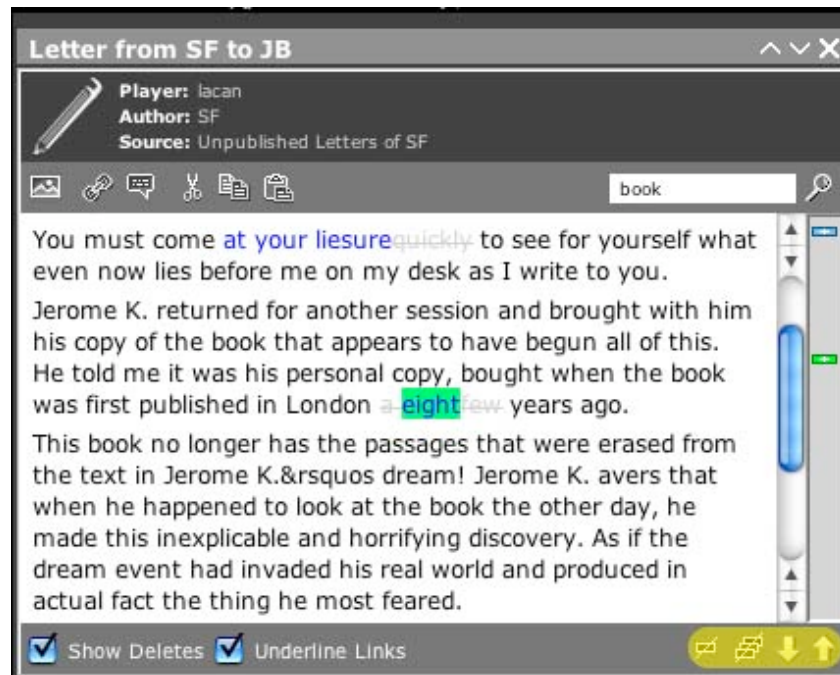 Letter from SF to JB
Player: lacan
Author: SF
Source: Unpublished Letters of SF
book
You must come at your liesurequickly to see for yourself what
even now lies before me on my desk as I write to you.
Jerome K. returned for another session and brought with him
his copy of the book that appears to have begun all of this.
He told me it was his personal copy, bought when the book
was first published in London a eightfew years ago.
This book no longer has the passages that were erased from
the text in Jerome K.&rsquos dream! Jerome K. avers that
when he happened to look at the book the other day, he
made this inexplicable and horrifying discovery. As if the
dream event had invaded his real world and produced in
actual fact the thing he most feared.
Show Deletes Underline Links